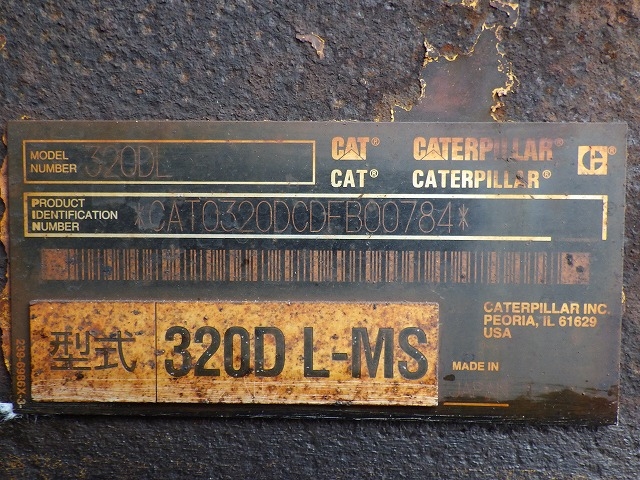 MODEL NUMBER 320DL
CAT® CATERPILLAR®
CAT® CATERPILLAR®
PRODUCT IDENTIFICATION NUMBER *CAT0320DCDFB00784*
型式 320D L-MS
CATERPILLAR INC.
PEORIA, IL 61629
USA
MADE IN